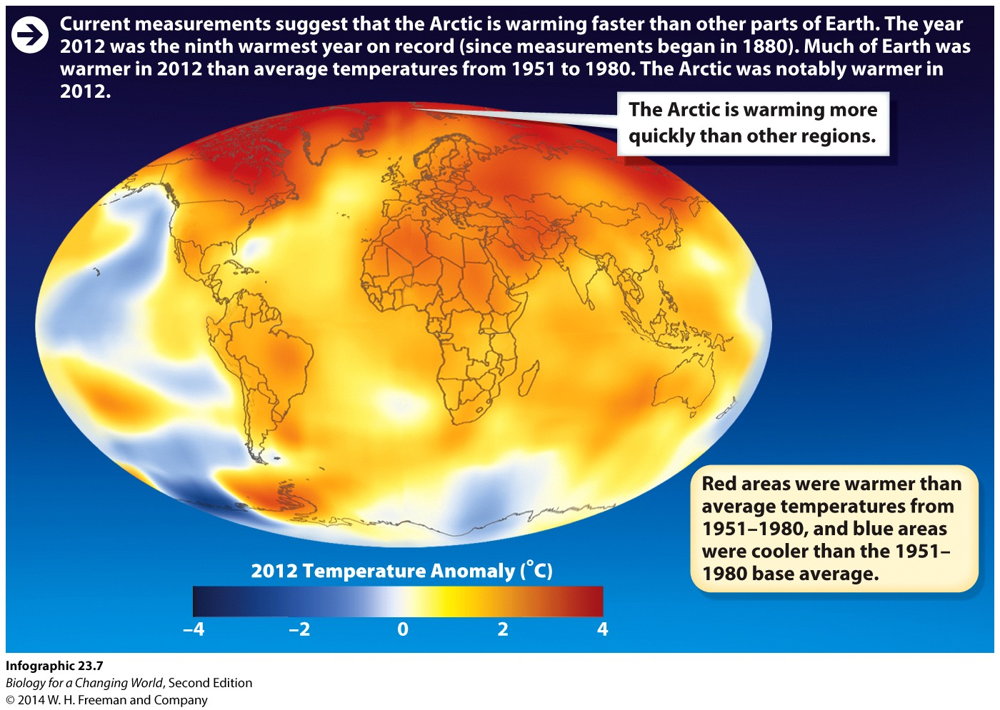 Current measurements suggest that the Arctic is warming faster than other parts of Earth. The year
2012 was the ninth warmest year on record (since measurements began in 1880). Much of Earth was
warmer in 2012 than average temperatures from 1951 to 1980. The Arctic was notably warmer in
2012.
The Arctic is warming more
quickly than other regions.
Red areas were warmer than
average temperatures from
1951–1980, and blue areas
were cooler than the 1951–
1980 base average.
2012 Temperature Anomaly (°C)
–4 –2 0 2 4
Infographic 23.7
Biology for a Changing World, Second Edition
© 2014 W. H. Freeman and Company